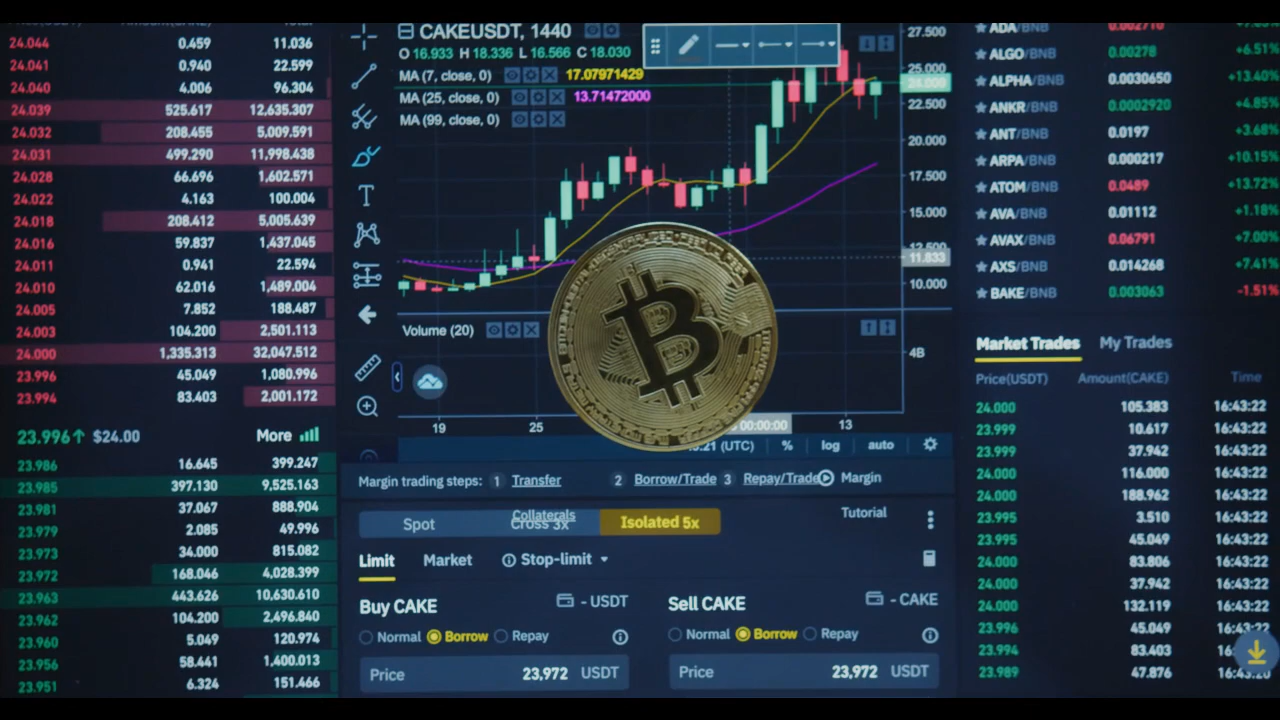 24.044 0.459 11.036
24.041 0.940 22.599
24.040 4.006 96.304
24.039 525.617 12,635.307
24.032 208.455 5,009.591
24.031 499.290 11,998.438
24.028 66.696 1,602.571
24.022 4.163 100.004
24.018 208.412 5,005.639
24.016 59.837 1,437.045
24.011 0.941 22.594
24.010 62.016 1,489.004
24.005 7.852 188.487
24.003 104.200 2,501.113
24.000 1,335.313 32,047.512
23.996 45.049 1,080.996
23.994 83.403 2,001.172
23.996↑ $24.00 More
23.986 16.645 399.247
23.985 397.130 9,525.163
23.981 37.067 888.904
23.979 2.085 49.996
23.973 34.000 815.082
23.972 168.046 4,028.399
23.963 443.626 10,630.610
23.962 104.200 2,496.840
23.960 5.049 120.974
23.956 58.441 1,400.013
23.951 6.324 151.466
CAKEUSDT, 1440
O 16.933 H 18.336 L 16.566 C 18.030
MA (7, close, 0) 17.07971429
MA (25, close, 0) 13.71472000
MA (99, close, 0)
T
27.500
25.000
24.000
22.500
20.000
17.500
15.000
12.500
11.833
10.000
Volume (20)
4B
B
19 25 00:00:00 13
(UTC) % log auto
Margin trading steps: 1 Transfer 2 Borrow/Trade 3 Repay/Trade Margin
Tutorial
Collaterals
Spot Cross 3x Isolated 5x
Limit Market Stop-limit
Buy CAKE - USDT
Normal Borrow Repay
Price 23,972 USDT
Sell CAKE - CAKE
Normal Borrow Repay
Price 23,972 USDT
ADA/BNB 0.002710
ALGO/BNB 0.00278 +6.51%
ALPHA/BNB 0.0030650 +13.40%
ANKR/BNB 0.0002920 +4.85%
ANT/BNB 0.0197 +3.68%
ARPA/BNB 0.000217 +10.15%
ATOM/BNB 0.0489 +13.72%
AVA/BNB 0.01112 +1.18%
AVAX/BNB 0.06791 +7.00%
AXS/BNB 0.014268 +7.41%
BAKE/BNB 0.003063 -1.51%
Market Trades My Trades
Price(USDT) Amount(CAKE) Time
24.000 105.383 16:43:22
23.999 10.617 16:43:22
23.999 37.942 16:43:22
24.000 116.000 16:43:22
24.000 188.962 16:43:22
23.995 3.510 16:43:22
23.995 45.049 16:43:22
24.000 83.806 16:43:22
24.000 37.942 16:43:22
24.000 132.119 16:43:22
23.996 45.049 16:43:22
23.994 83.403
23.989 47.876